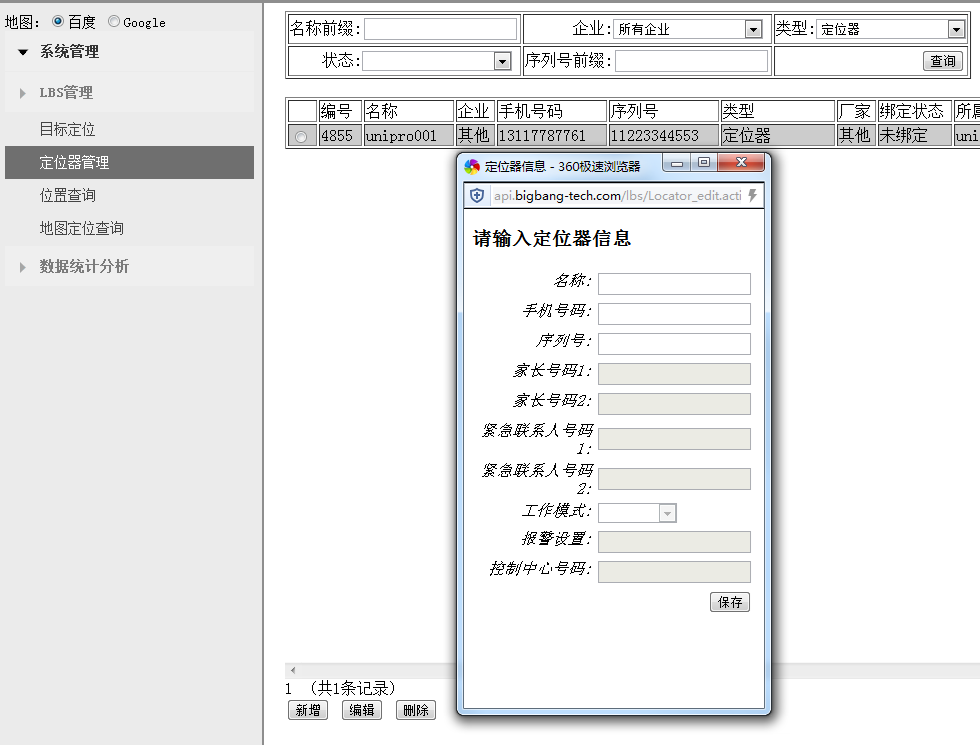 地图: 百度 Google
系统管理
LBS管理
目标定位
定位器管理
位置查询
地图定位查询
数据统计分析
名称前缀: 企业: 所有企业 类型: 定位器
状态: 序列号前缀: 查询
编号 名称 企业 手机号码 序列号 类型 厂家 绑定状态 所属
4855 unipro001 其他 13117787761 11223344553 定位器 其他 未绑定 uni
定位器信息 - 360极速浏览器
api.bigbang-tech.com/lbs/Locator_edit.acti
请输入定位器信息
名称:
手机号码:
序列号:
家长号码1:
家长号码2:
紧急联系人号码
1:
紧急联系人号码
2:
工作模式:
报警设置:
控制中心号码:
保存
1 (共1条记录)
新增 编辑 删除